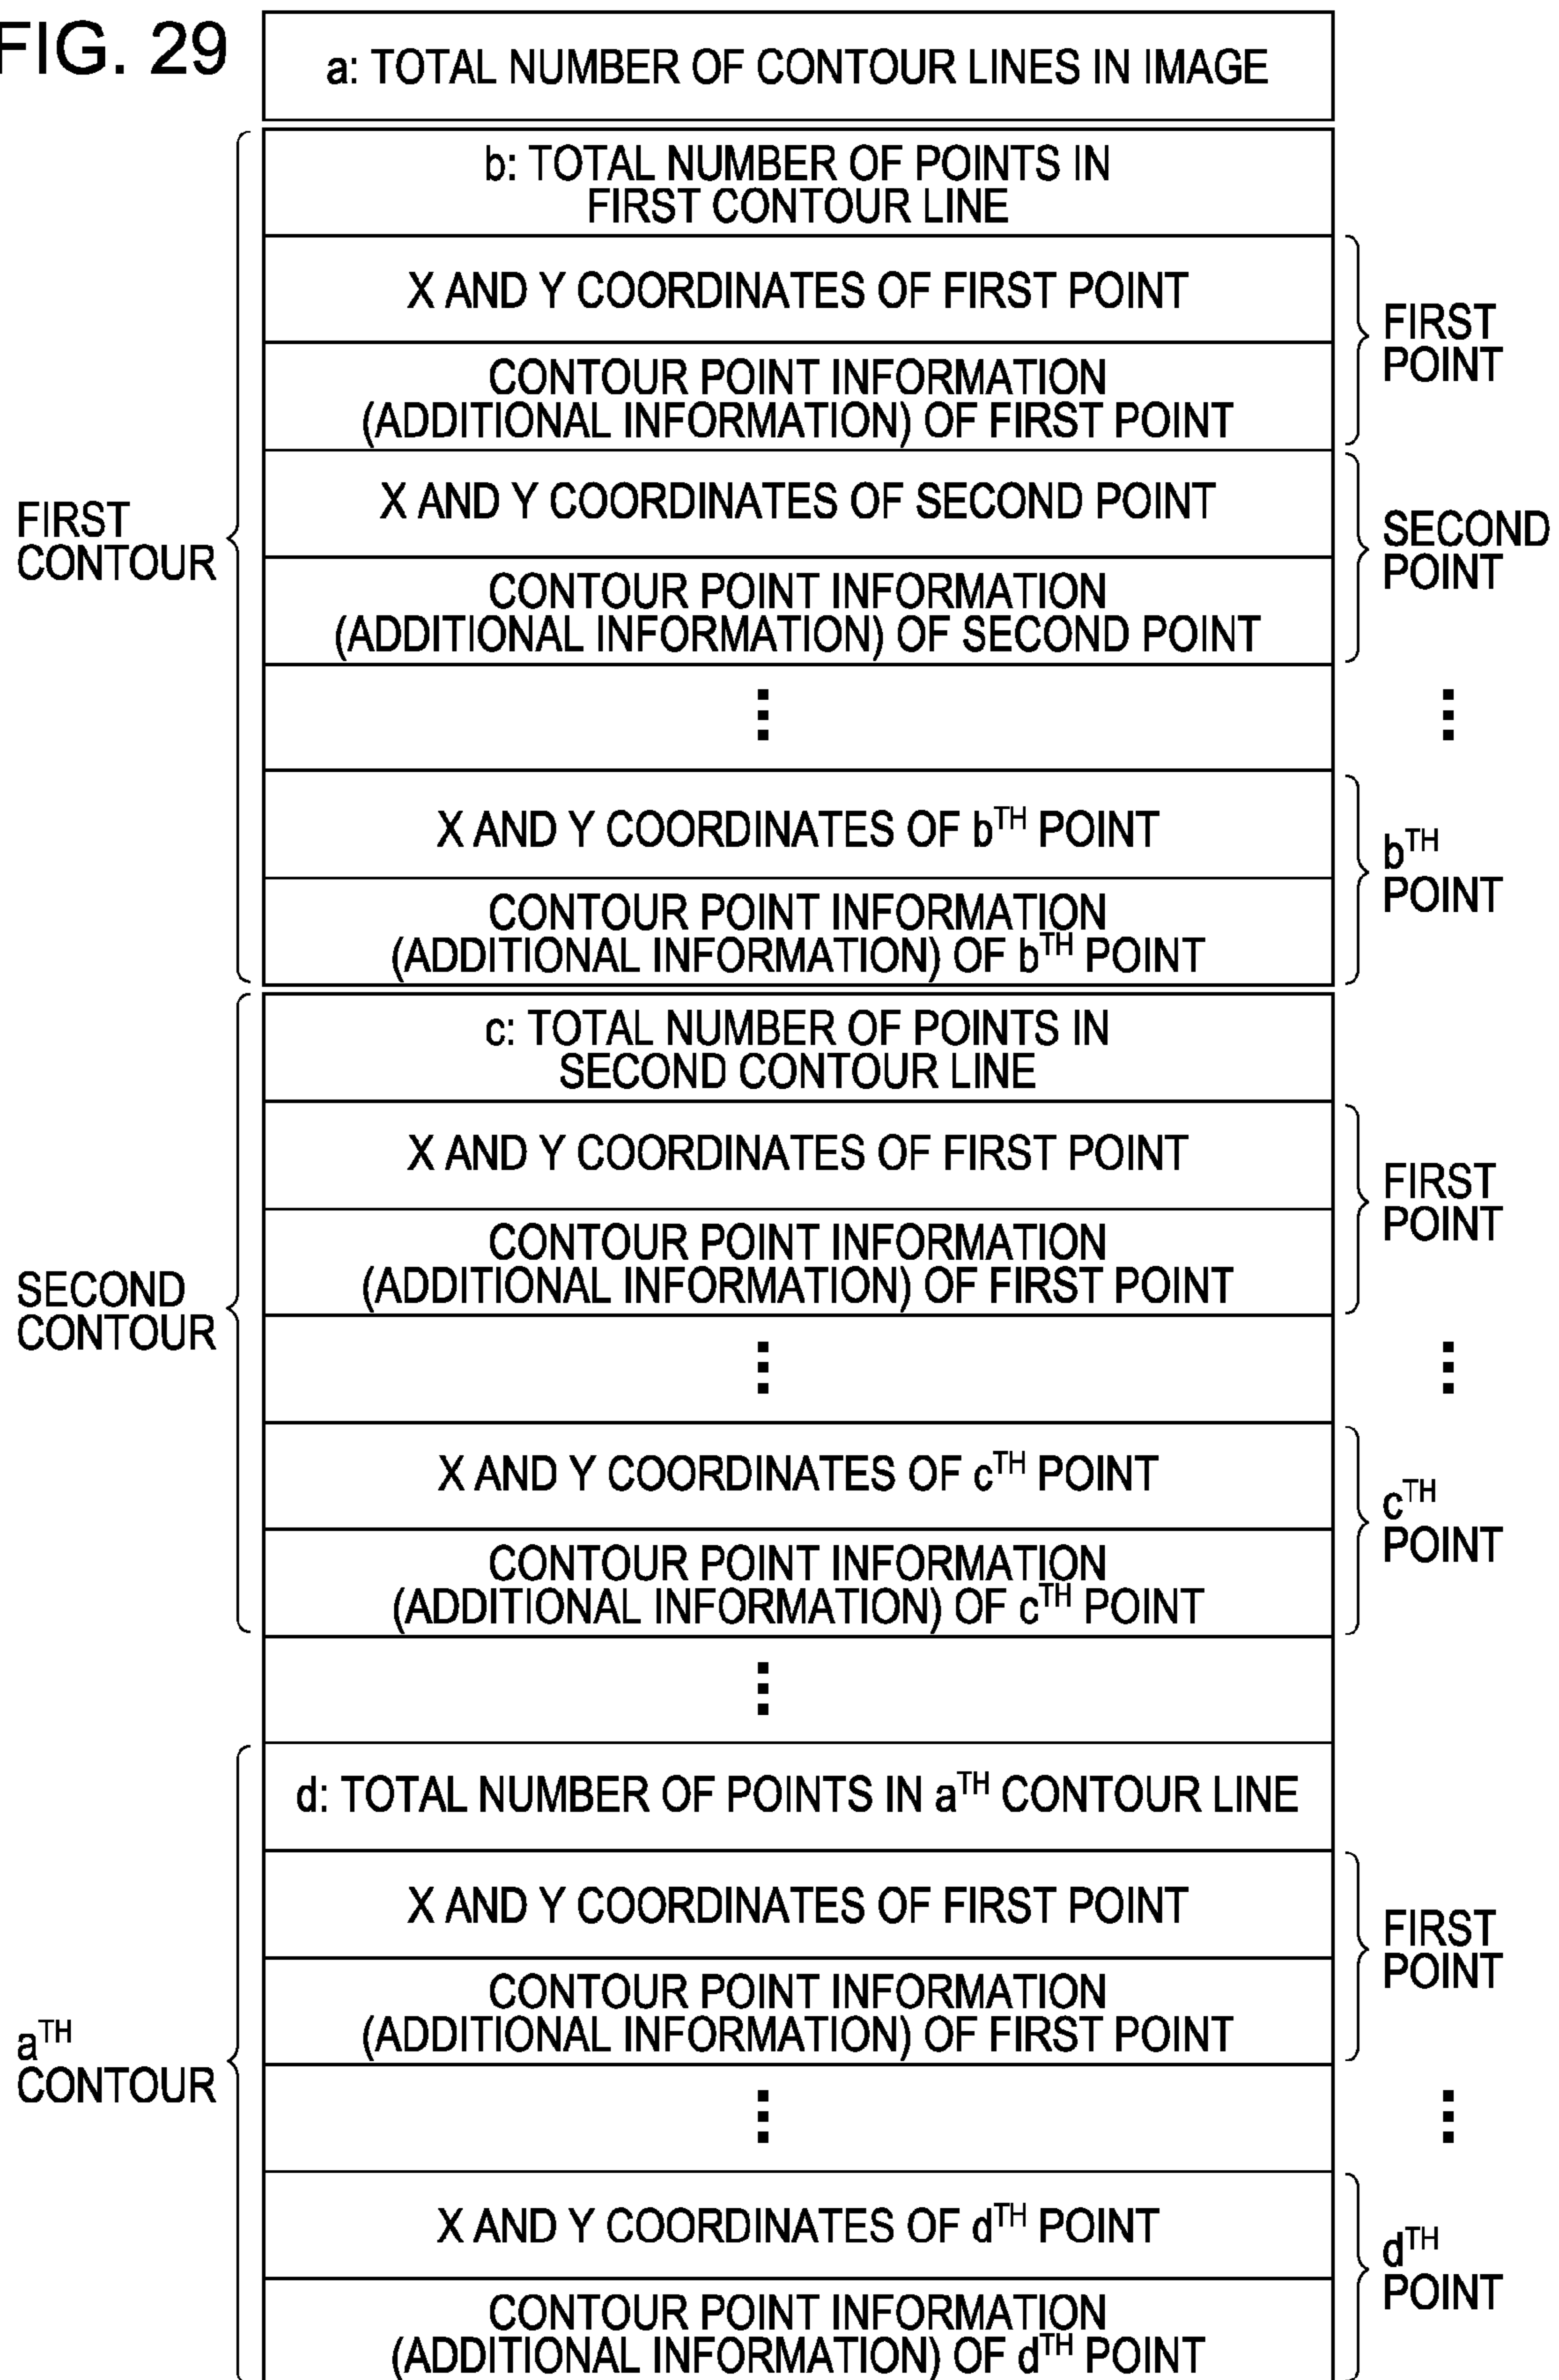 FIG. 29
a: TOTAL NUMBER OF CONTOUR LINES IN IMAGE
b: TOTAL NUMBER OF POINTS IN
FIRST CONTOUR LINE
X AND Y COORDINATES OF FIRST POINT
FIRST
POINT
CONTOUR POINT INFORMATION
(ADDITIONAL INFORMATION) OF FIRST POINT
FIRST
CONTOUR
X AND Y COORDINATES OF SECOND POINT
SECOND
POINT
CONTOUR POINT INFORMATION
(ADDITIONAL INFORMATION) OF SECOND POINT
X AND Y COORDINATES OF bTH POINT
bTH
POINT
CONTOUR POINT INFORMATION
(ADDITIONAL INFORMATION) OF bTH POINT
c: TOTAL NUMBER OF POINTS IN
SECOND CONTOUR LINE
X AND Y COORDINATES OF FIRST POINT
FIRST
POINT
CONTOUR POINT INFORMATION
(ADDITIONAL INFORMATION) OF FIRST POINT
SECOND
CONTOUR
X AND Y COORDINATES OF cTH POINT
cTH
POINT
CONTOUR POINT INFORMATION
(ADDITIONAL INFORMATION) OF cTH POINT
d: TOTAL NUMBER OF POINTS IN aTH CONTOUR LINE
X AND Y COORDINATES OF FIRST POINT
FIRST
POINT
CONTOUR POINT INFORMATION
(ADDITIONAL INFORMATION) OF FIRST POINT
aTH
CONTOUR
X AND Y COORDINATES OF dTH POINT
dTH
POINT
CONTOUR POINT INFORMATION
(ADDITIONAL INFORMATION) OF dTH POINT